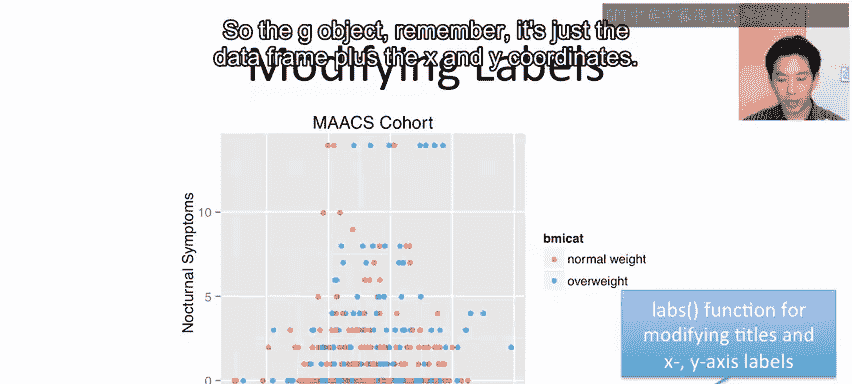 So the g object, remember, it's just the
data frame plus the x and y coordinates.
Modifying Labels
MAACS Cohort
Nocturnal Symptoms
10
5
0
bmicat
normal weight
overweight
labs() function for
modifying titles and
x-, y-axis labels